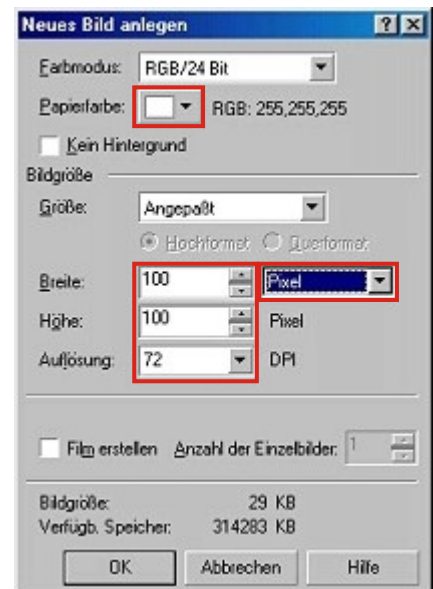 Neues Bild anlegen
Farbmodus: RGB/24 Bit
Papierfarbe: RGB: 255,255,255
Kein Hintergrund
Bildgröße
Größe: Angepaßt
Hochformat Querformat
Breite: 100 Pixel
Höhe: 100 Pixel
Auflösung: 72 DPI
Film erstellen Anzahl der Einzelbilder: 1
Bildgröße: 29 KB
Verfügb. Speicher: 314283 KB
OK Abbrechen Hilfe